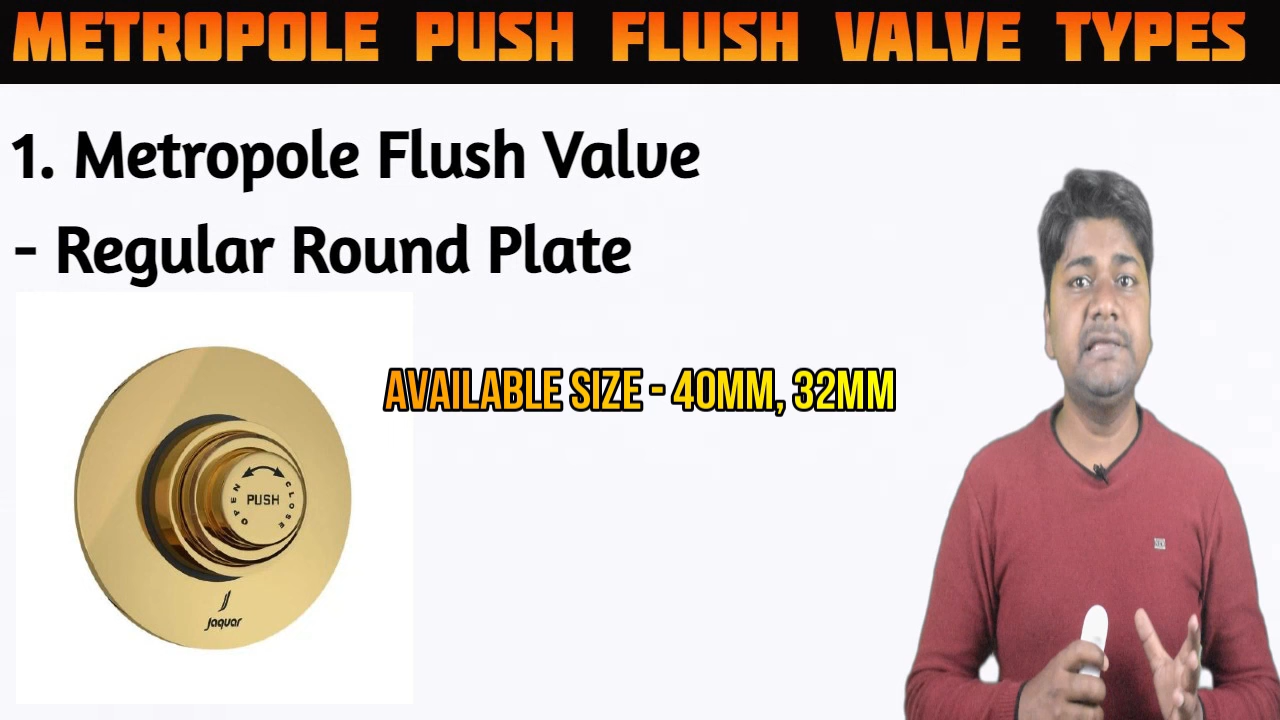 METROPOLE PUSH FLUSH VALVE TYPES
1. Metropole Flush Valve
- Regular Round Plate
AVAILABLE SIZE - 40MM, 32MM
OPEN CLOSE
PUSH
Jaquar